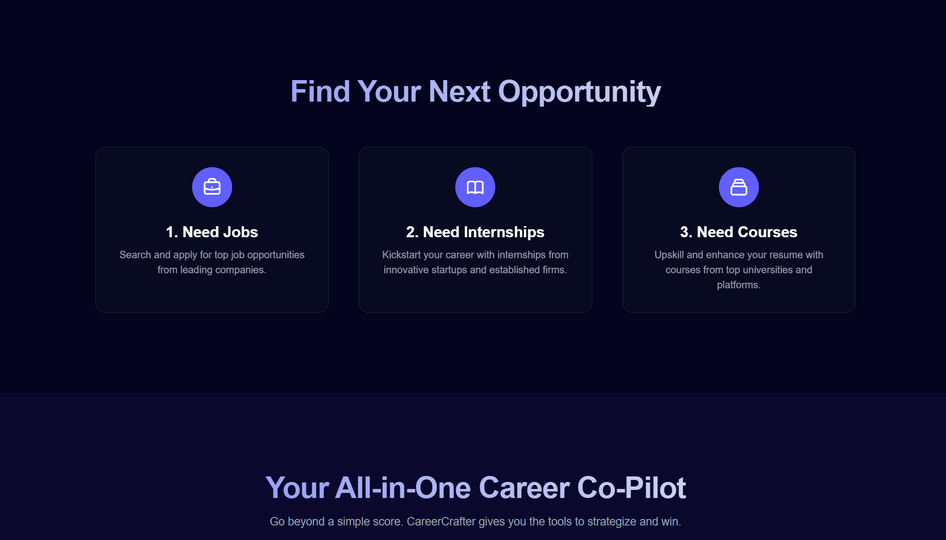 Find Your Next Opportunity
1. Need Jobs
Search and apply for top job opportunities
from leading companies.
2. Need Internships
Kickstart your career with internships from
innovative startups and established firms.
3. Need Courses
Upskill and enhance your resume with
courses from top universities and
platforms.
Your All-in-One Career Co-Pilot
Go beyond a simple score. CareerCrafter gives you the tools to strategize and win.